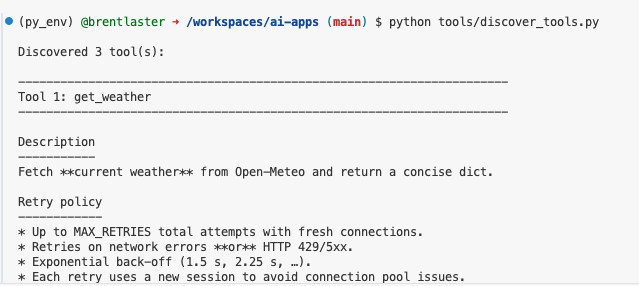 (py_env) @brentlaster → /workspaces/ai-apps (main) $ python tools/discover_tools.py
Discovered 3 tool(s):
----------------------------------------------------------------------
Tool 1: get_weather
----------------------------------------------------------------------
Description
-----------
Fetch **current weather** from Open-Meteo and return a concise dict.
Retry policy
------------
* Up to MAX_RETRIES total attempts with fresh connections.
* Retries on network errors **or** HTTP 429/5xx.
* Exponential back-off (1.5 s, 2.25 s, …).
* Each retry uses a new session to avoid connection pool issues.